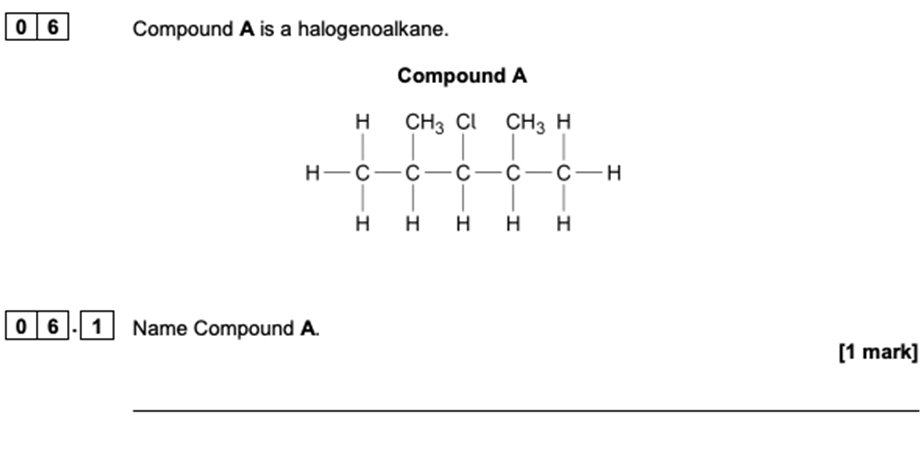 0 6 Compound A is a halogenoalkane.
Compound A
H CH3 Cl CH3 H
H C C C C C H
H H H H H
0 6 . 1 Name Compound A.
[1 mark]